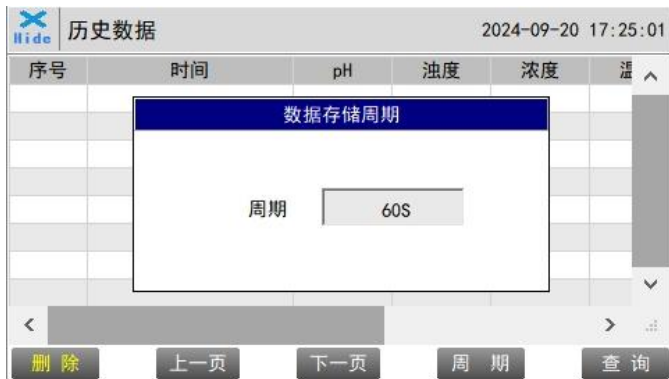 Hide 历史数据 2024-09-20 17:25:01
序号 时间 pH 浊度 浓度 温
数据存储周期
周期 60S
删 除 上一页 下一页 周 期 查 询